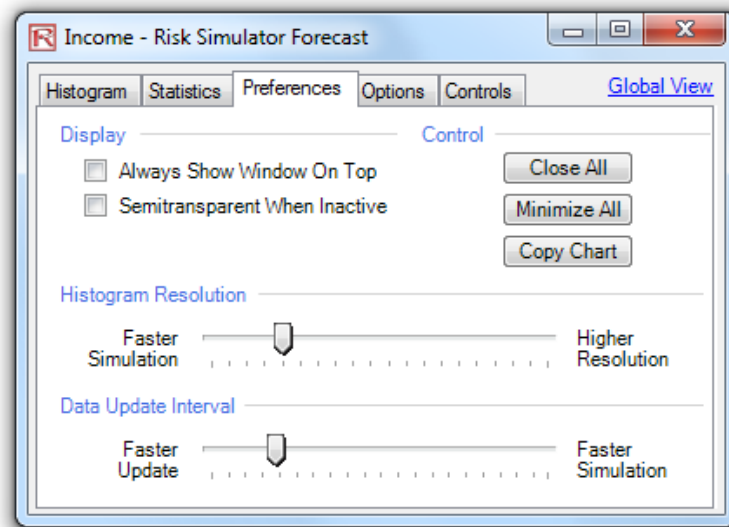 Income - Risk Simulator Forecast
Histogram Statistics Preferences Options Controls Global View
Display Control
Always Show Window On Top Close All
Semitransparent When Inactive Minimize All
Copy Chart
Histogram Resolution
Faster Higher
Simulation Resolution
Data Update Interval
Faster Faster
Update Simulation